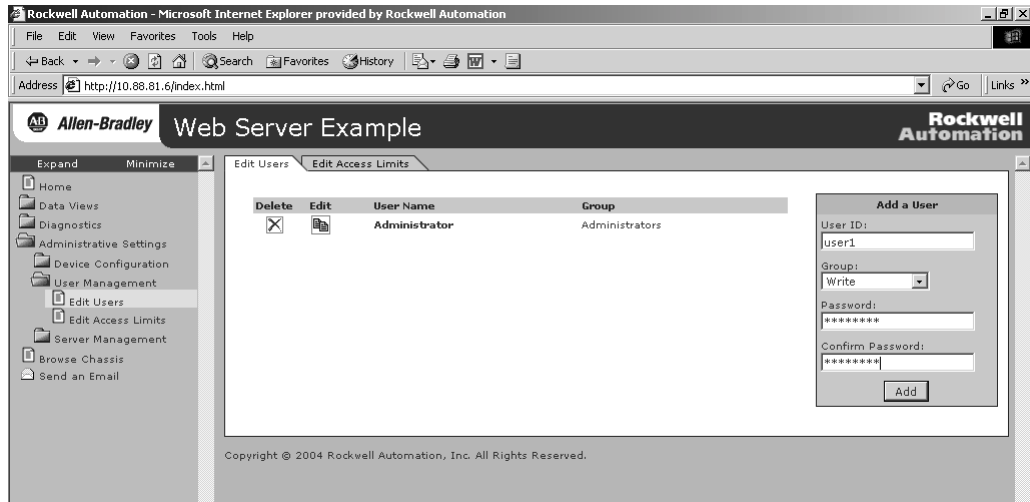 Rockwell Automation - Microsoft Internet Explorer provided by Rockwell Automation
File Edit View Favorites Tools Help
Back Search Favorites History
Address http://10.88.81.6/index.html Go Links »
AB Allen-Bradley Web Server Example Rockwell
Automation
Expand Minimize
Home
Data Views
Diagnostics
Administrative Settings
Device Configuration
User Management
Edit Users
Edit Access Limits
Server Management
Browse Chassis
Send an Email
Edit Users Edit Access Limits
Delete Edit User Name Group
Administrator Administrators
Add a User
User ID:
user1
Group:
Write
Password:
********
Confirm Password:
********
Add
Copyright © 2004 Rockwell Automation, Inc. All Rights Reserved.